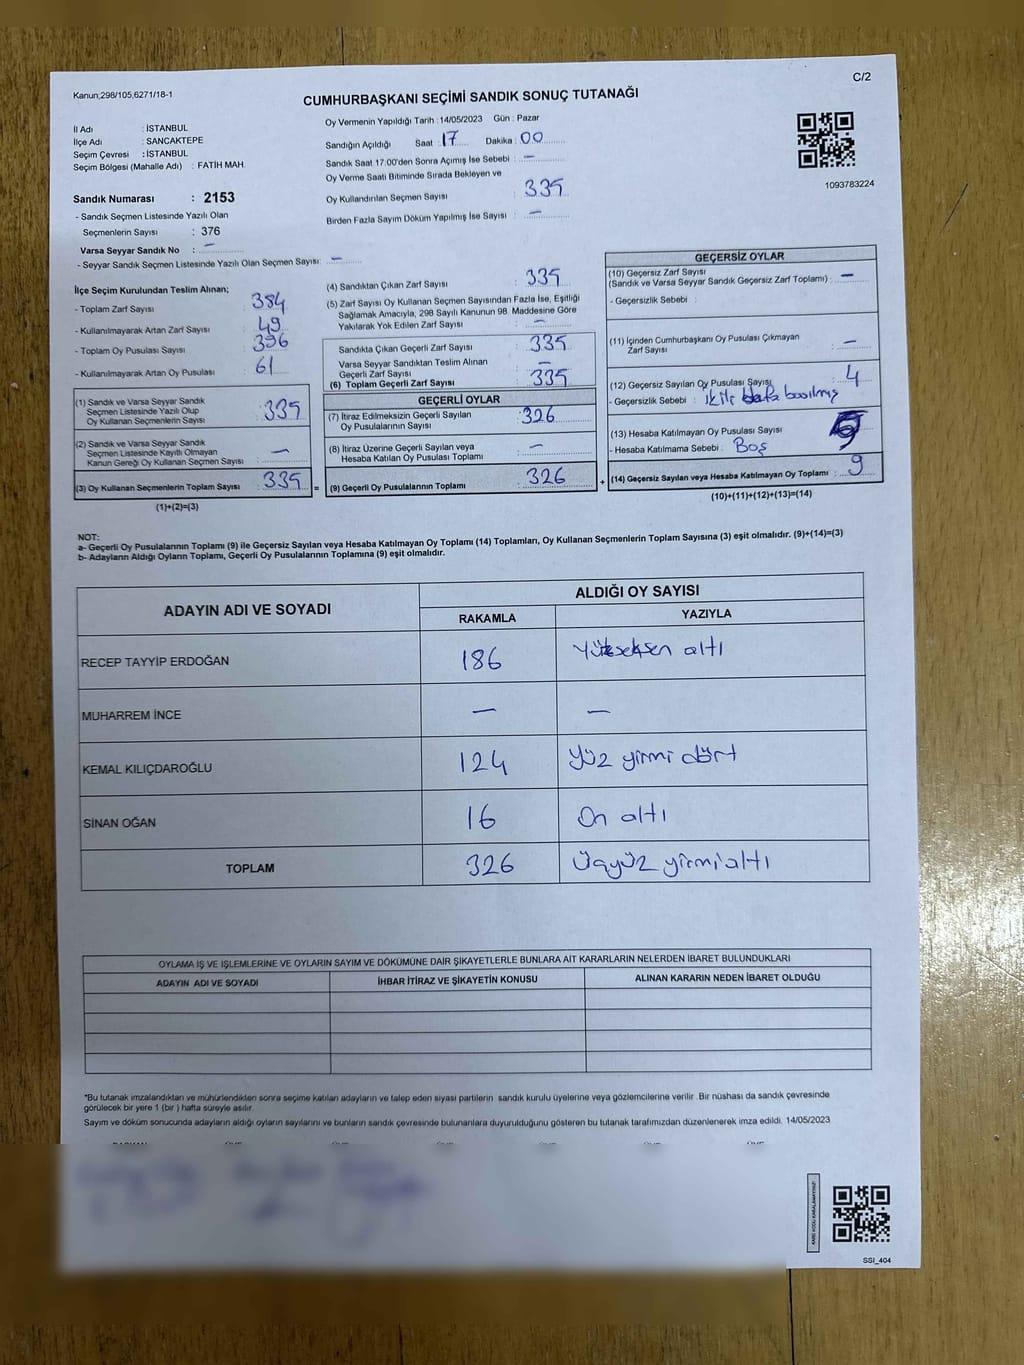 C/2
Kanun;298/105,6271/18-1
CUMHURBAŞKANI SEÇİMİ SANDIK SONUÇ TUTANAĞI
İl Adı : İSTANBUL
İlçe Adı : SANCAKTEPE
Seçim Çevresi : İSTANBUL
Seçim Bölgesi (Mahalle Adı) : FATİH MAH.
Sandık Numarası : 2153
- Sandık Seçmen Listesinde Yazılı Olan
Seçmenlerin Sayısı : 376
Varsa Seyyar Sandık No : —
- Seyyar Sandık Seçmen Listesinde Yazılı Olan Seçmen Sayısı: —
Oy Vermenin Yapıldığı Tarih : 14/05/2023 Gün : Pazar
Sandığın Açıldığı Saat : 17 Dakika : 00
Sandık Saat 17:00'den Sonra Açımış İse Sebebi : —
Oy Verme Saati Bitiminde Sırada Bekleyen ve
Oy Kullandırılan Seçmen Sayısı : 335
Birden Fazla Sayım Döküm Yapılmış İse Sayısı : —
1093783224
İlçe Seçim Kurulundan Teslim Alınan;
- Toplam Zarf Sayısı : 384
- Kullanılmayarak Artan Zarf Sayısı : 49
- Toplam Oy Pusulası Sayısı : 396
- Kullanılmayarak Artan Oy Pusulası : 61
(1) Sandık ve Varsa Seyyar Sandık
Seçmen Listesinde Yazılı Olup
Oy Kullanan Seçmenlerin Sayısı : 335
(2) Sandık ve Varsa Seyyar Sandık
Seçmen Listesinde Kayıtlı Olmayan
Kanun Gereği Oy Kullanan Seçmen Sayısı : —
(3) Oy Kullanan Seçmenlerin Toplam Sayısı : 335 =
(1)+(2)=(3)
(4) Sandıktan Çıkan Zarf Sayısı : 335
(5) Zarf Sayısı Oy Kullanan Seçmen Sayısından Fazla İse, Eşitliği
Sağlamak Amacıyla, 298 Sayılı Kanunun 98. Maddesine Göre
Yakılarak Yok Edilen Zarf Sayısı : —
Sandıkta Çıkan Geçerli Zarf Sayısı : 335
Varsa Seyyar Sandıktan Teslim Alınan
Geçerli Zarf Sayısı : —
(6) Toplam Geçerli Zarf Sayısı : 335
GEÇERLİ OYLAR
(7) İtiraz Edilmeksizin Geçerli Sayılan
Oy Pusulalarının Sayısı : 326
(8) İtiraz Üzerine Geçerli Sayılan veya
Hesaba Katılan Oy Pusulası Toplamı : —
(9) Geçerli Oy Pusulalarının Toplamı : 326 +
GEÇERSİZ OYLAR
(10) Geçersiz Zarf Sayısı
(Sandık ve Varsa Seyyar Sandık Geçersiz Zarf Toplamı) : —
- Geçersizlik Sebebi :
(11) İçinden Cumhurbaşkanı Oy Pusulası Çıkmayan
Zarf Sayısı : —
(12) Geçersiz Sayılan Oy Pusulası Sayısı : 4
- Geçersizlik Sebebi : basılmış
(13) Hesaba Katılmayan Oy Pusulası Sayısı : 5
- Hesaba Katılmama Sebebi : Boş
(14) Geçersiz Sayılan veya Hesaba Katılmayan Oy Toplamı : 9
(10)+(11)+(12)+(13)=(14)
NOT:
a- Geçerli Oy Pusulalarının Toplamı (9) ile Geçersiz Sayılan veya Hesaba Katılmayan Oy Toplamı (14) Toplamları, Oy Kullanan Seçmenlerin Toplam Sayısına (3) eşit olmalıdır. (9)+(14)=(3)
b- Adayların Aldığı Oyların Toplamı, Geçerli Oy Pusulalarının Toplamına (9) eşit olmalıdır.
ADAYIN ADI VE SOYADI ALDIĞI OY SAYISI
RAKAMLA YAZIYLA
RECEP TAYYİP ERDOĞAN 186 Yüzseksen altı
MUHARREM İNCE — —
KEMAL KILIÇDAROĞLU 124 Yüz yirmi dört
SİNAN OĞAN 16 On altı
TOPLAM 326 Üçyüz yirmialtı
OYLAMA İŞ VE İŞLEMLERİNE VE OYLARIN SAYIM VE DÖKÜMÜNE DAİR ŞİKAYETLERLE BUNLARA AİT KARARLARIN NELERDEN İBARET BULUNDUKLARI
ADAYIN ADI VE SOYADI İHBAR İTİRAZ VE ŞİKAYETİN KONUSU ALINAN KARARIN NEDEN İBARET OLDUĞU
*Bu tutanak imzalandıktan ve mühürlendikten sonra seçime katılan adayların ve talep eden siyasi partilerin sandık kurulu üyelerine veya gözlemcilerine verilir. Bir nüshası da sandık çevresinde
görülecek bir yere 1 (bir ) hafta süreyle asılır.
Sayım ve döküm sonucunda adayların aldığı oyların sayılarını ve bunların sandık çevresinde bulunanlara duyurulduğunu gösteren bu tutanak tarafımızdan düzenlenerek imza edildi. 14/05/2023
SSİ_404